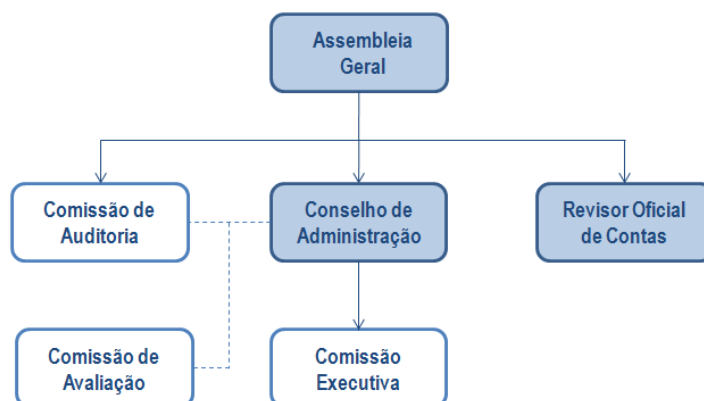 Assembleia
Geral
Comissão de
Auditoria
Conselho de
Administração
Revisor Oficial
de Contas
Comissão de
Avaliação
Comissão
Executiva